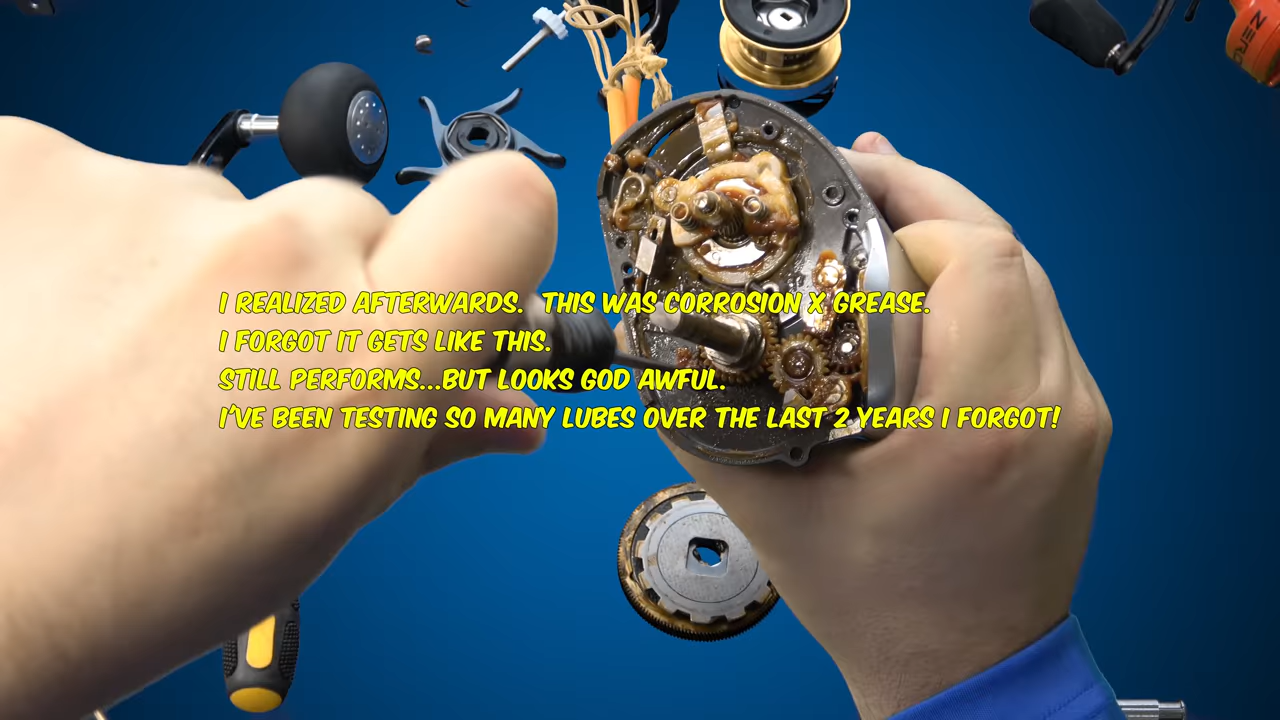 I REALIZED AFTERWARDS. THIS WAS CORROSION X GREASE.
I FORGOT IT GETS LIKE THIS.
STILL PERFORMS...BUT LOOKS GOD AWFUL.
I'VE BEEN TESTING SO MANY LUBES OVER THE LAST 2 YEARS I FORGOT!